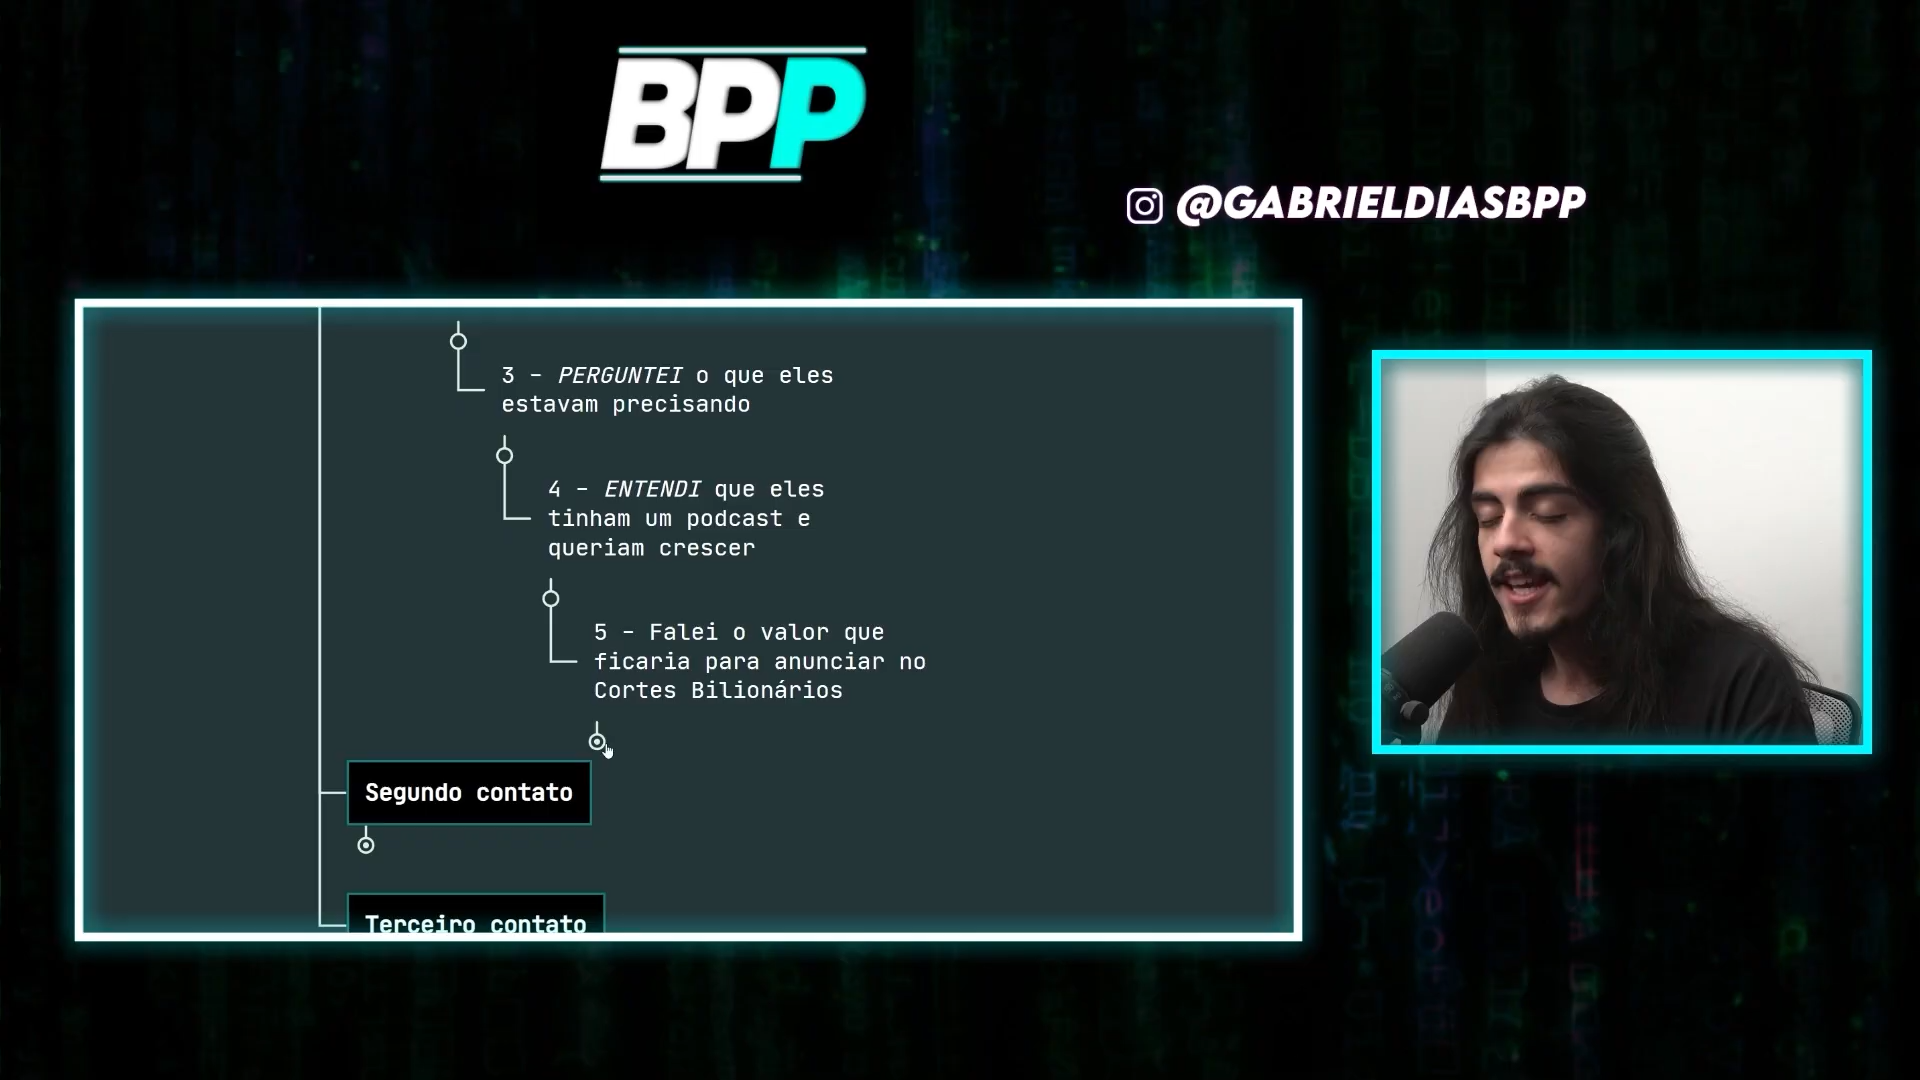 BPP
@GABRIELDIASBPP
3 - PERGUNTEI o que eles
estavam precisando
4 - ENTENDI que eles
tinham um podcast e
queriam crescer
5 - Falei o valor que
ficaria para anunciar no
Cortes Bilionários
Segundo contato
Terceiro contato